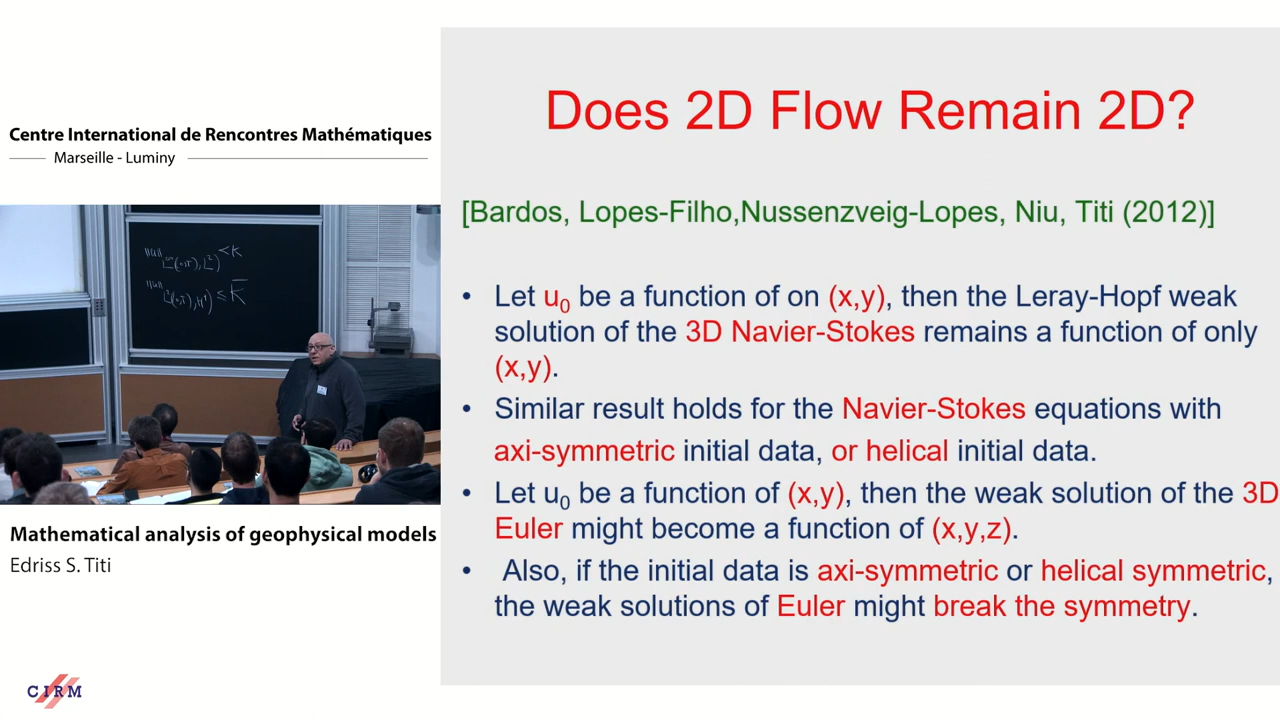 Centre International de Rencontres Mathématiques
Marseille - Luminy
Mathematical analysis of geophysical models
Edriss S. Titi
CIRM
Does 2D Flow Remain 2D?
[Bardos, Lopes-Filho,Nussenzveig-Lopes, Niu, Titi (2012)]
• Let u₀ be a function of on (x,y), then the Leray-Hopf weak
solution of the 3D Navier-Stokes remains a function of only
(x,y).
• Similar result holds for the Navier-Stokes equations with
axi-symmetric initial data, or helical initial data.
• Let u₀ be a function of (x,y), then the weak solution of the 3D
Euler might become a function of (x,y,z).
• Also, if the initial data is axi-symmetric or helical symmetric,
the weak solutions of Euler might break the symmetry.